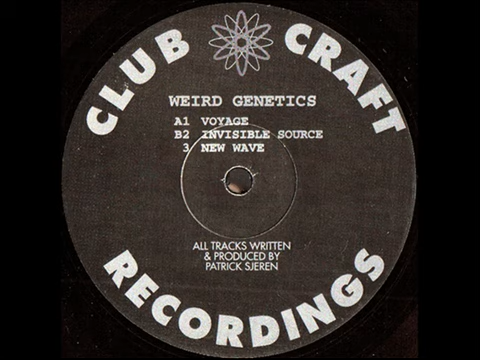 CLUB CRAFT
WEIRD GENETICS
A1 VOYAGE
B2 INVISIBLE SOURCE
3 NEW WAVE
ALL TRACKS WRITTEN
& PRODUCED BY
PATRICK SJEREN
RECORDINGS